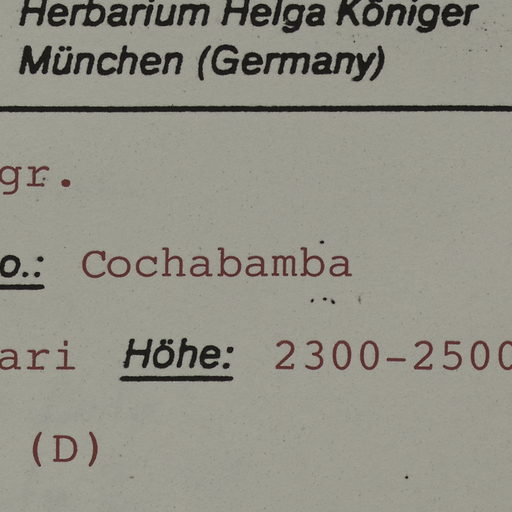 Herbarium Helga Königer
München (Germany)
gr.
o.: Cochabamba
ari Höhe: 2300-2500
(D)